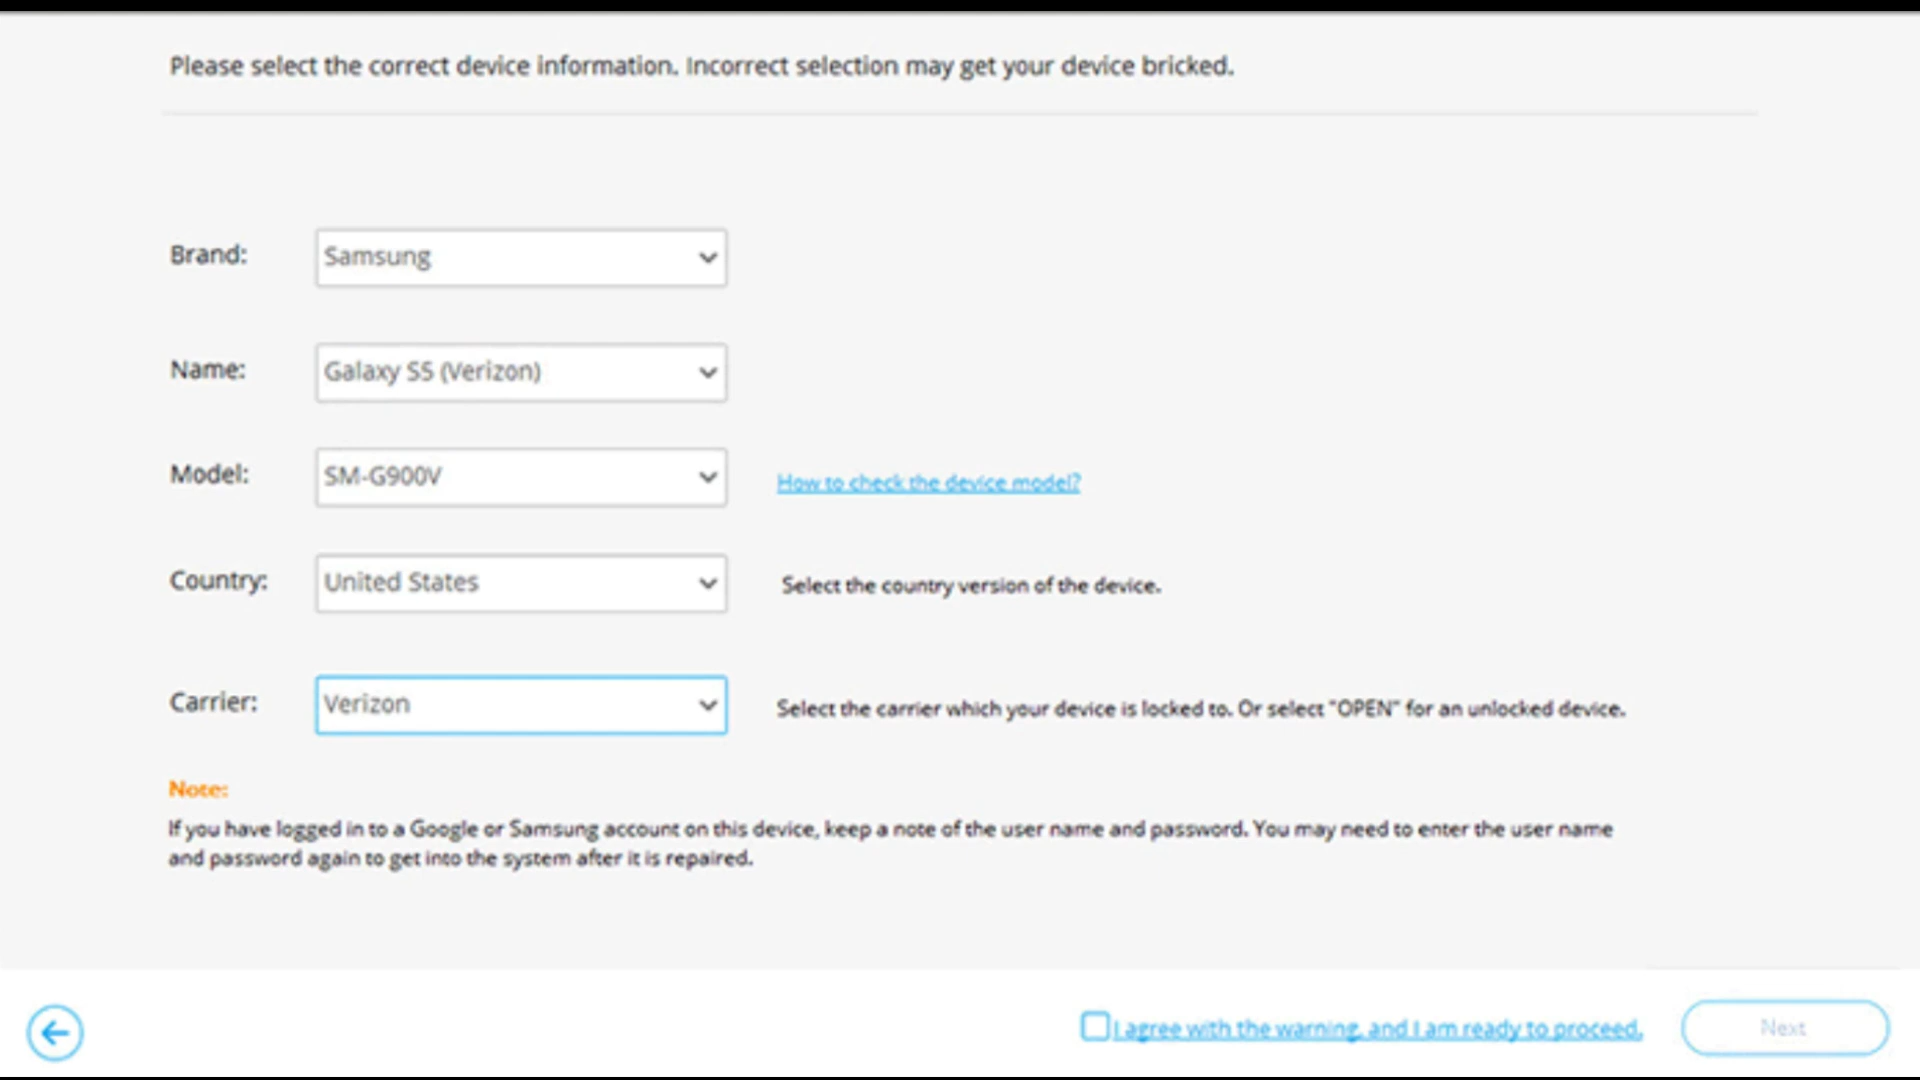 Please select the correct device information. Incorrect selection may get your device bricked.
Brand: Samsung
Name: Galaxy S5 (Verizon)
Model: SM-G900V How to check the device model?
Country: United States Select the country version of the device.
Carrier: Verizon Select the carrier which your device is locked to. Or select "OPEN" for an unlocked device.
Note:
If you have logged in to a Google or Samsung account on this device, keep a note of the user name and password. You may need to enter the user name
and password again to get into the system after it is repaired.
I agree with the warning, and I am ready to proceed. Next